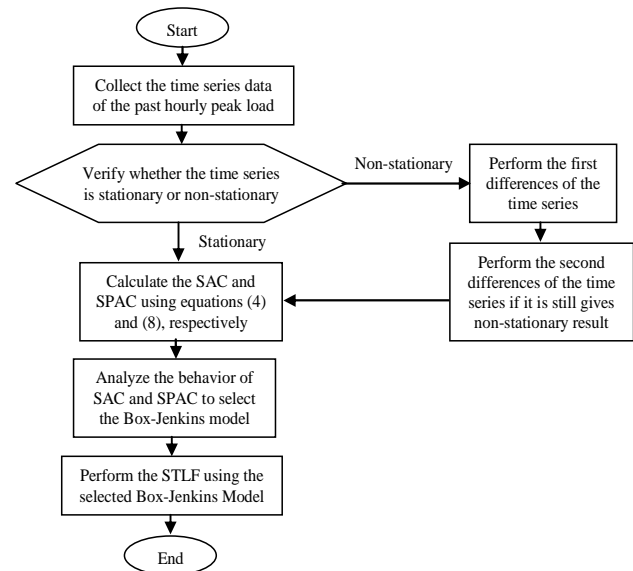 Start
Collect the time series data
of the past hourly peak load
Verify whether the time series
is stationary or non-stationary
Non-stationary
Perform the first
differences of the
time series
Stationary
Perform the second
differences of the time
series if it is still gives
non-stationary result
Calculate the SAC and
SPAC using equations (4)
and (8), respectively
Analyze the behavior of
SAC and SPAC to select
the Box-Jenkins model
Perform the STLF using the
selected Box-Jenkins Model
End